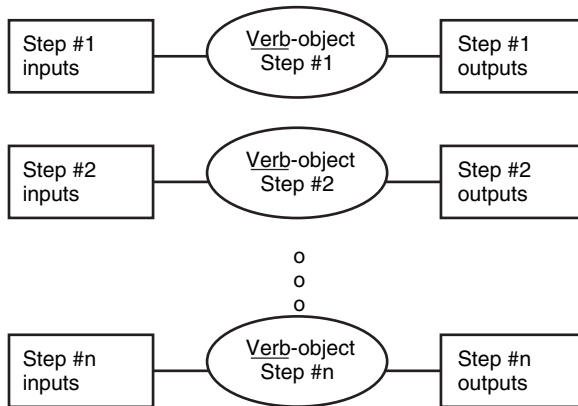 Step #1
inputs
Verb-object
Step #1
Step #1
outputs
Step #2
inputs
Verb-object
Step #2
Step #2
outputs
o
o
o
Step #n
inputs
Verb-object
Step #n
Step #n
outputs